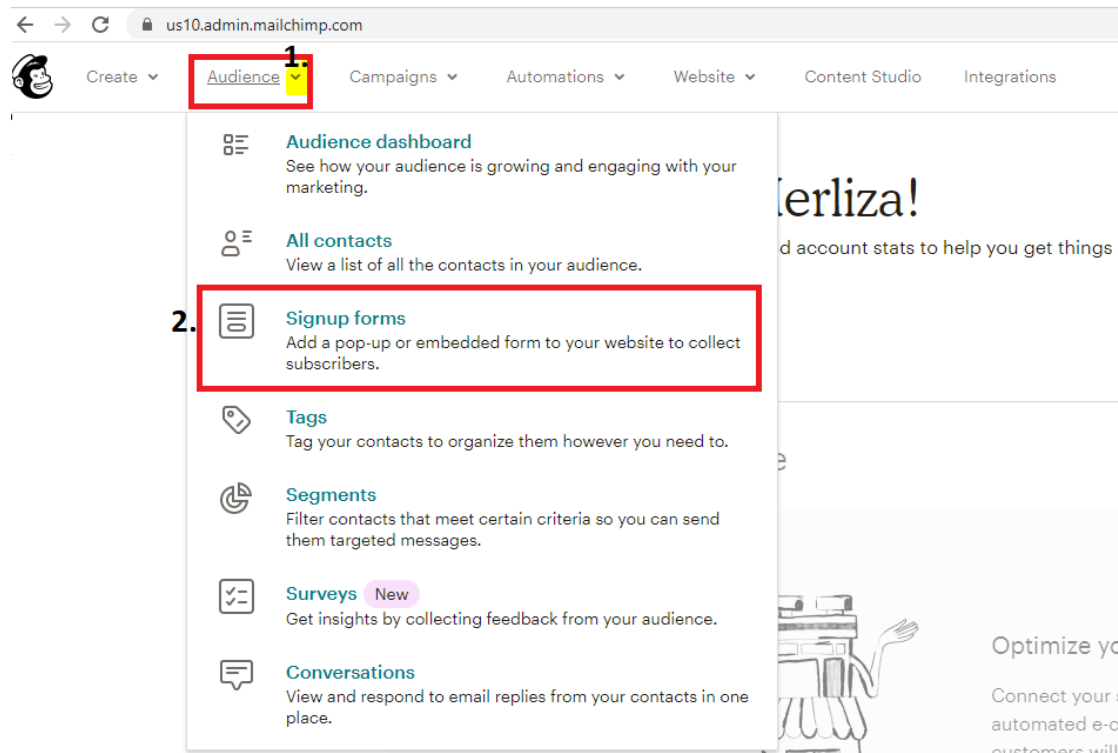 us10.admin.mailchimp.com
1.
Create Audience Campaigns Automations Website Content Studio Integrations
Audience dashboard
See how your audience is growing and engaging with your
marketing.
All contacts
View a list of all the contacts in your audience.
2.
Signup forms
Add a pop-up or embedded form to your website to collect
subscribers.
Tags
Tag your contacts to organize them however you need to.
Segments
Filter contacts that meet certain criteria so you can send
them targeted messages.
Surveys New
Get insights by collecting feedback from your audience.
Conversations
View and respond to email replies from your contacts in one
place.
erliza!
d account stats to help you get things
Optimize yo
Connect your
automated e-c
customers will